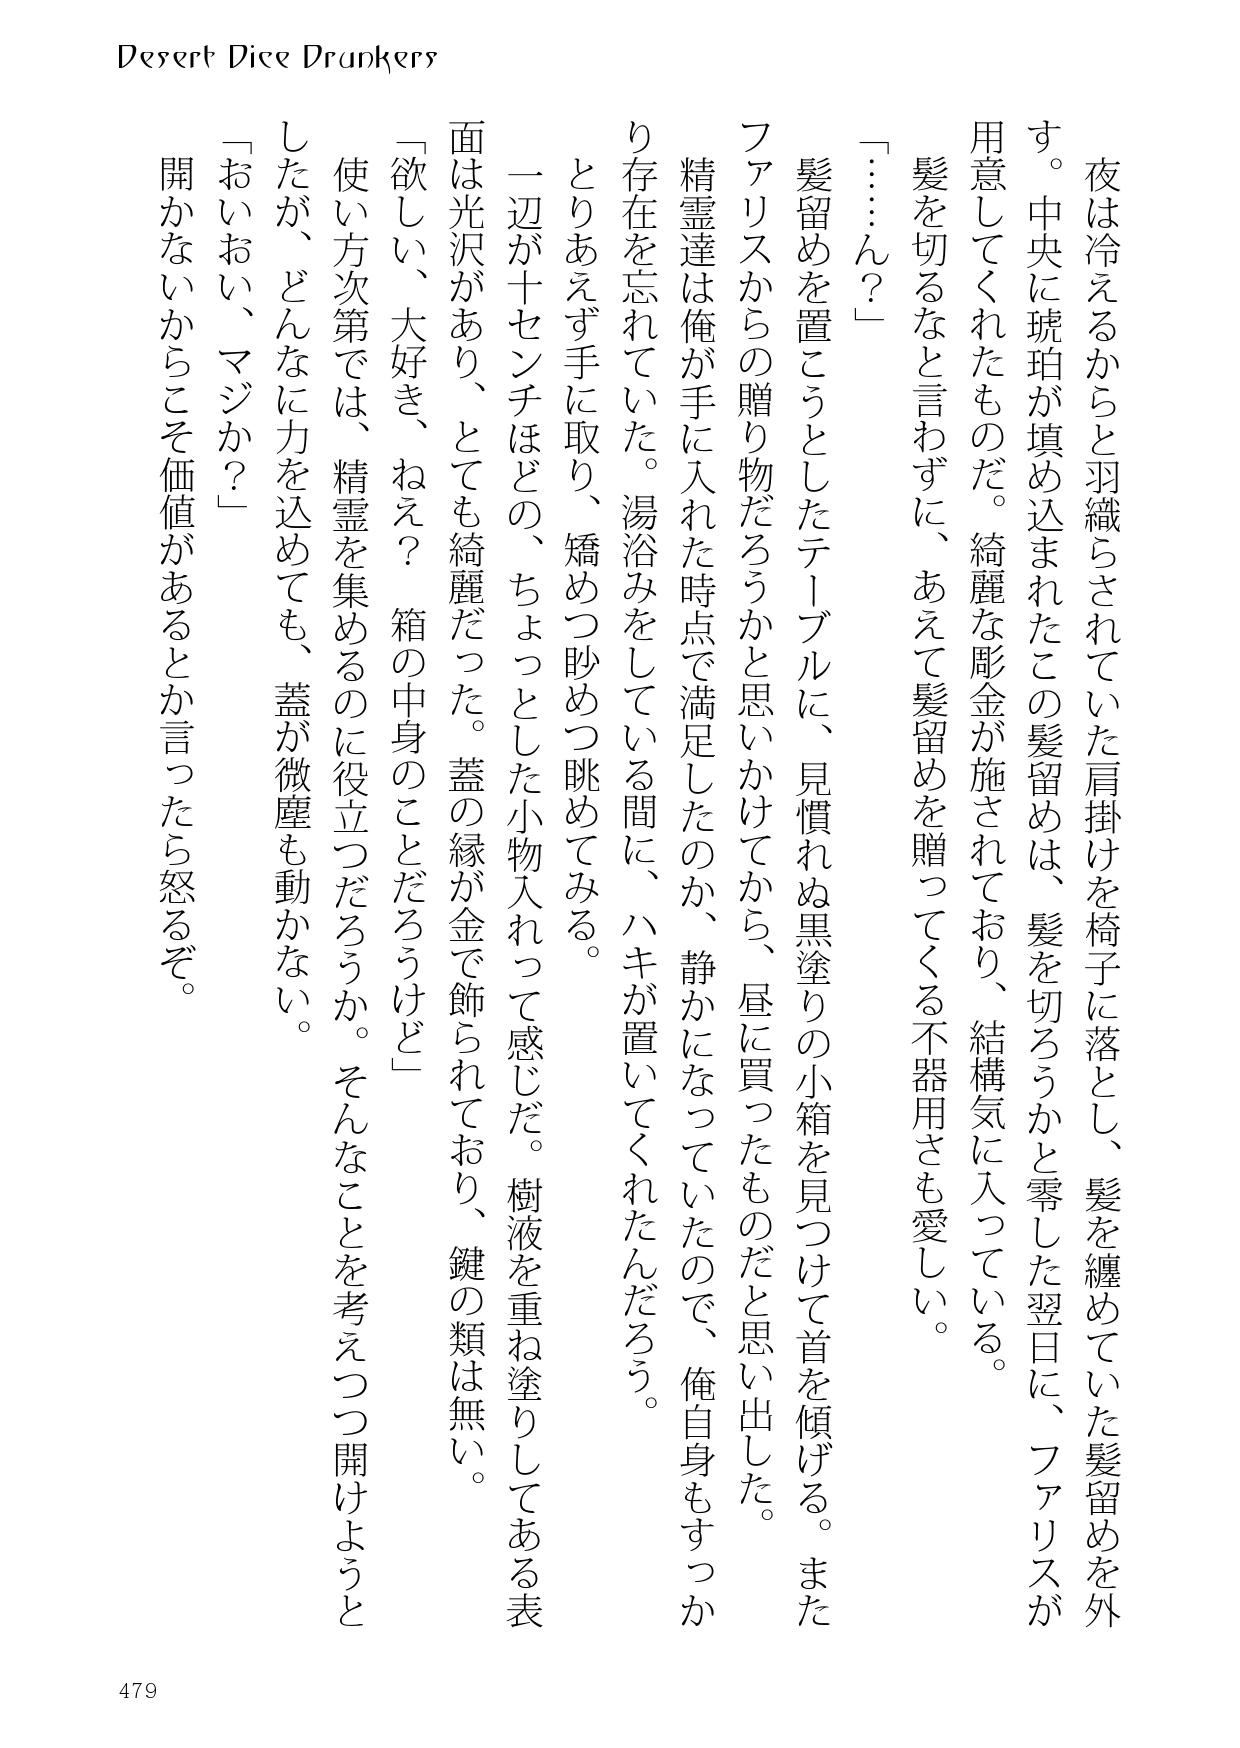 Desert Dice Drunkers
　夜は冷えるからと羽織らされていた肩掛けを椅子に落とし、髪を纏めていた髪留めを外
す。中央に琥珀が填め込まれたこの髪留めは、髪を切ろうかと零した翌日に、ファリスが
用意してくれたものだ。綺麗な彫金が施されており、結構気に入っている。
　髪を切るなと言わずに、あえて髪留めを贈ってくる不器用さも愛しい。
「……ん？」
　髪留めを置こうとしたテーブルに、見慣れぬ黒塗りの小箱を見つけて首を傾げる。また
ファリスからの贈り物だろうかと思いかけてから、昼に買ったものだと思い出した。
　精霊達は俺が手に入れた時点で満足したのか、静かになっていたので、俺自身もすっか
り存在を忘れていた。湯浴みをしている間に、ハキが置いてくれたんだろう。
　とりあえず手に取り、矯めつ眇めつ眺めてみる。
　一辺が十センチほどの、ちょっとした小物入れって感じだ。樹液を重ね塗りしてある表
面は光沢があり、とても綺麗だった。蓋の縁が金で飾られており、鍵の類は無い。
「欲しい、大好き、ねえ？　箱の中身のことだろうけど」
　使い方次第では、精霊を集めるのに役立つだろうか。そんなことを考えつつ開けようと
したが、どんなに力を込めても、蓋が微塵も動かない。
「おいおい、マジか？」
　開かないからこそ価値があるとか言ったら怒るぞ。
479